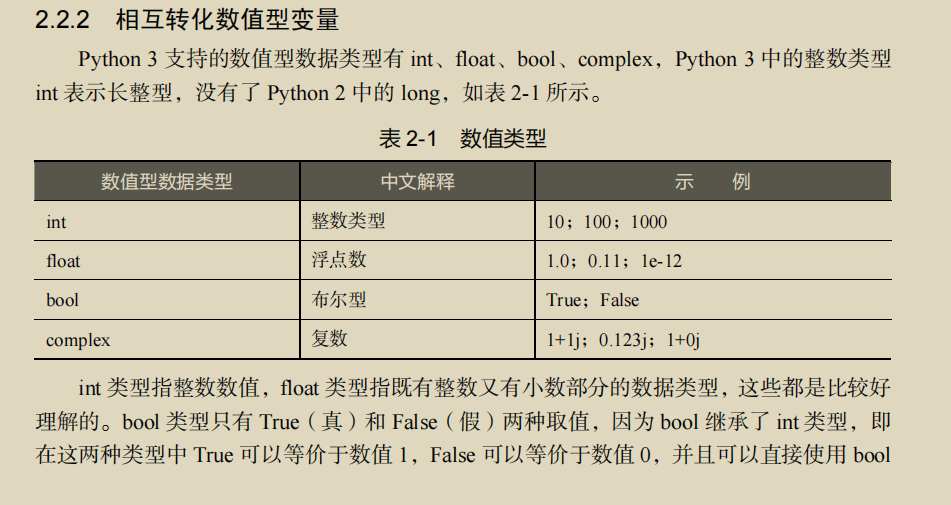 2.2.2 相互转化数值型变量
Python 3 支持的数值型数据类型有 int、float、bool、complex，Python 3 中的整数类型
int 表示长整型，没有了 Python 2 中的 long，如表 2-1 所示。
表 2-1 数值类型
数值型数据类型 中文解释 示 例
int 整数类型 10；100；1000
float 浮点数 1.0；0.11；1e-12
bool 布尔型 True；False
complex 复数 1+1j；0.123j；1+0j
int 类型指整数数值，float 类型指既有整数又有小数部分的数据类型，这些都是比较好
理解的。bool 类型只有 True（真）和 False（假）两种取值，因为 bool 继承了 int 类型，即
在这两种类型中 True 可以等价于数值 1，False 可以等价于数值 0，并且可以直接使用 bool